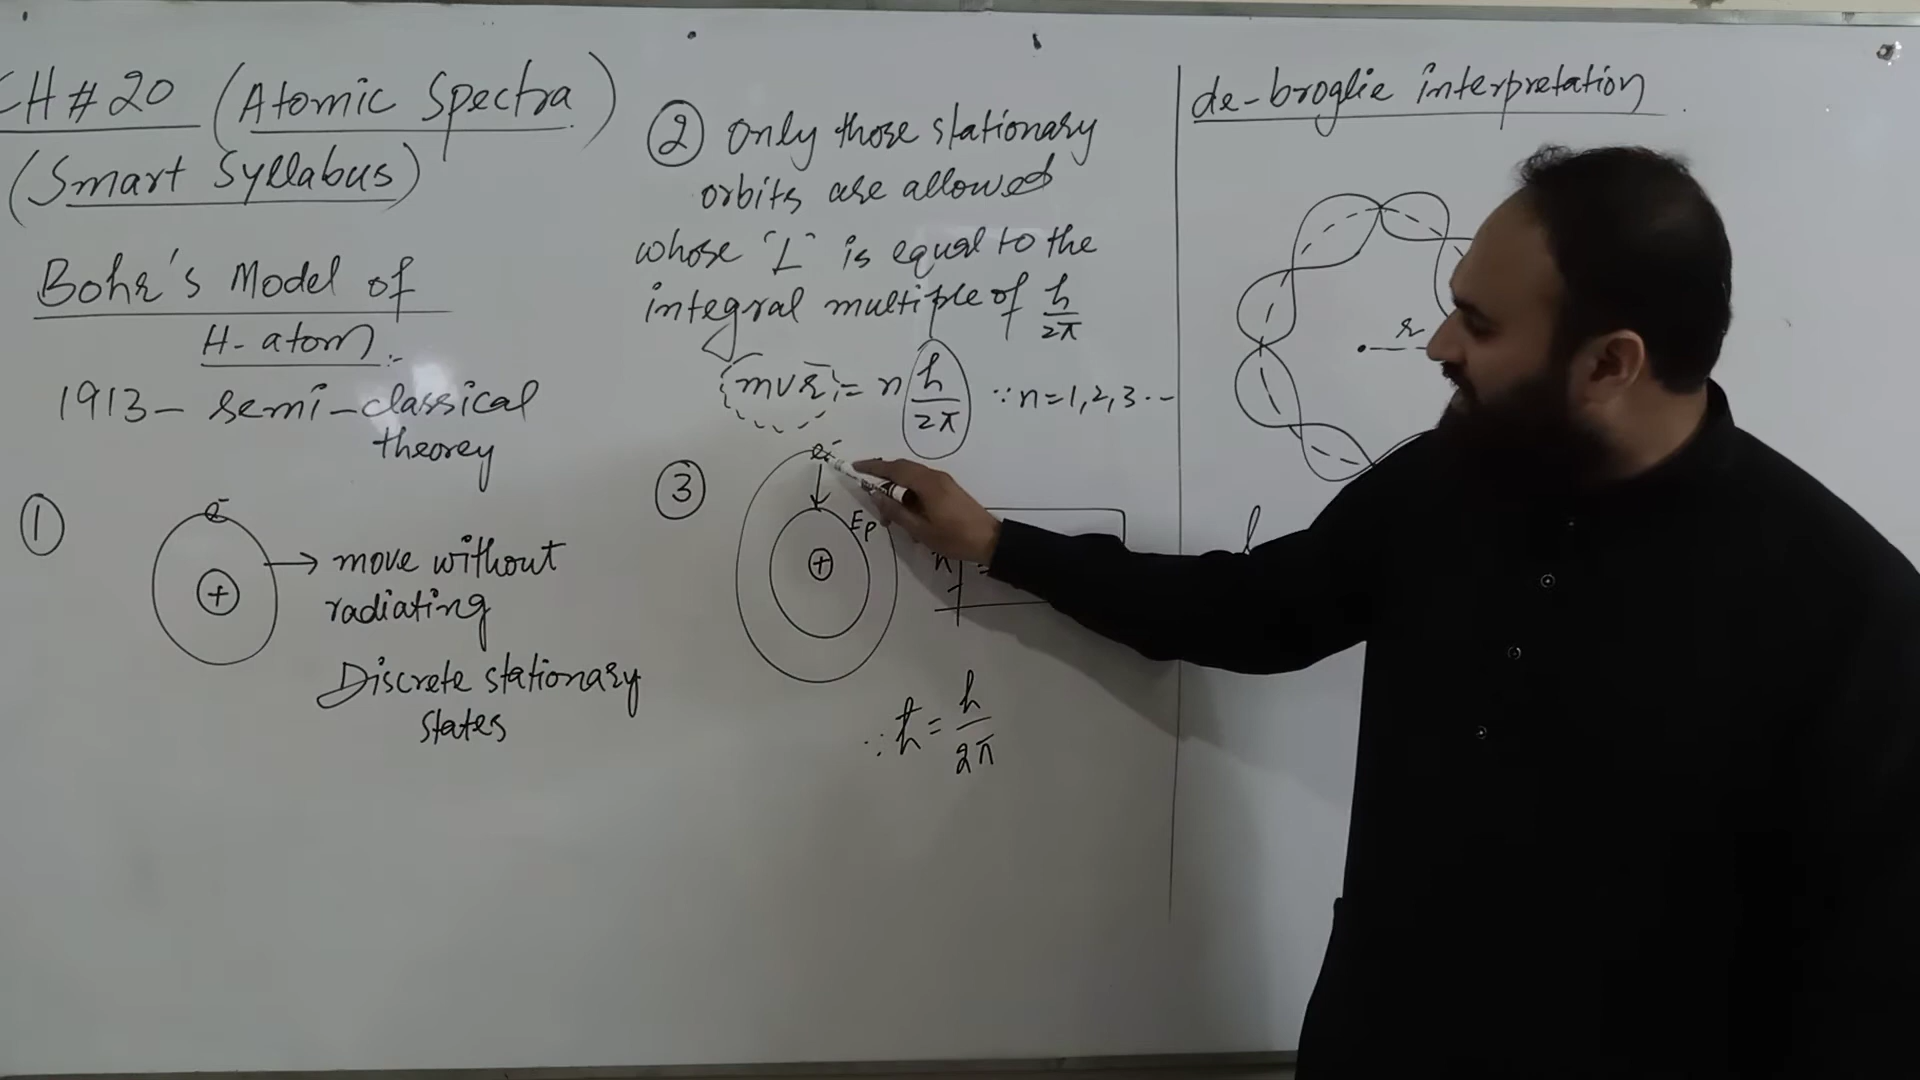 CH # 20 (Atomic Spectra)
(Smart Syllabus)
Bohr's Model of
H-atom:-
1913 - semi-classical
theorey
① e⁻
+
→ move without
radiating
Discrete stationary
states
② Only those stationary
orbits are allowed
whose "L" is equal to the
integral multiple of h/2π
mvr = n h/2π ∵ n=1,2,3...
③ e⁻
Ep
+
∵ ħ = h/2π
de-broglie interpretation
r